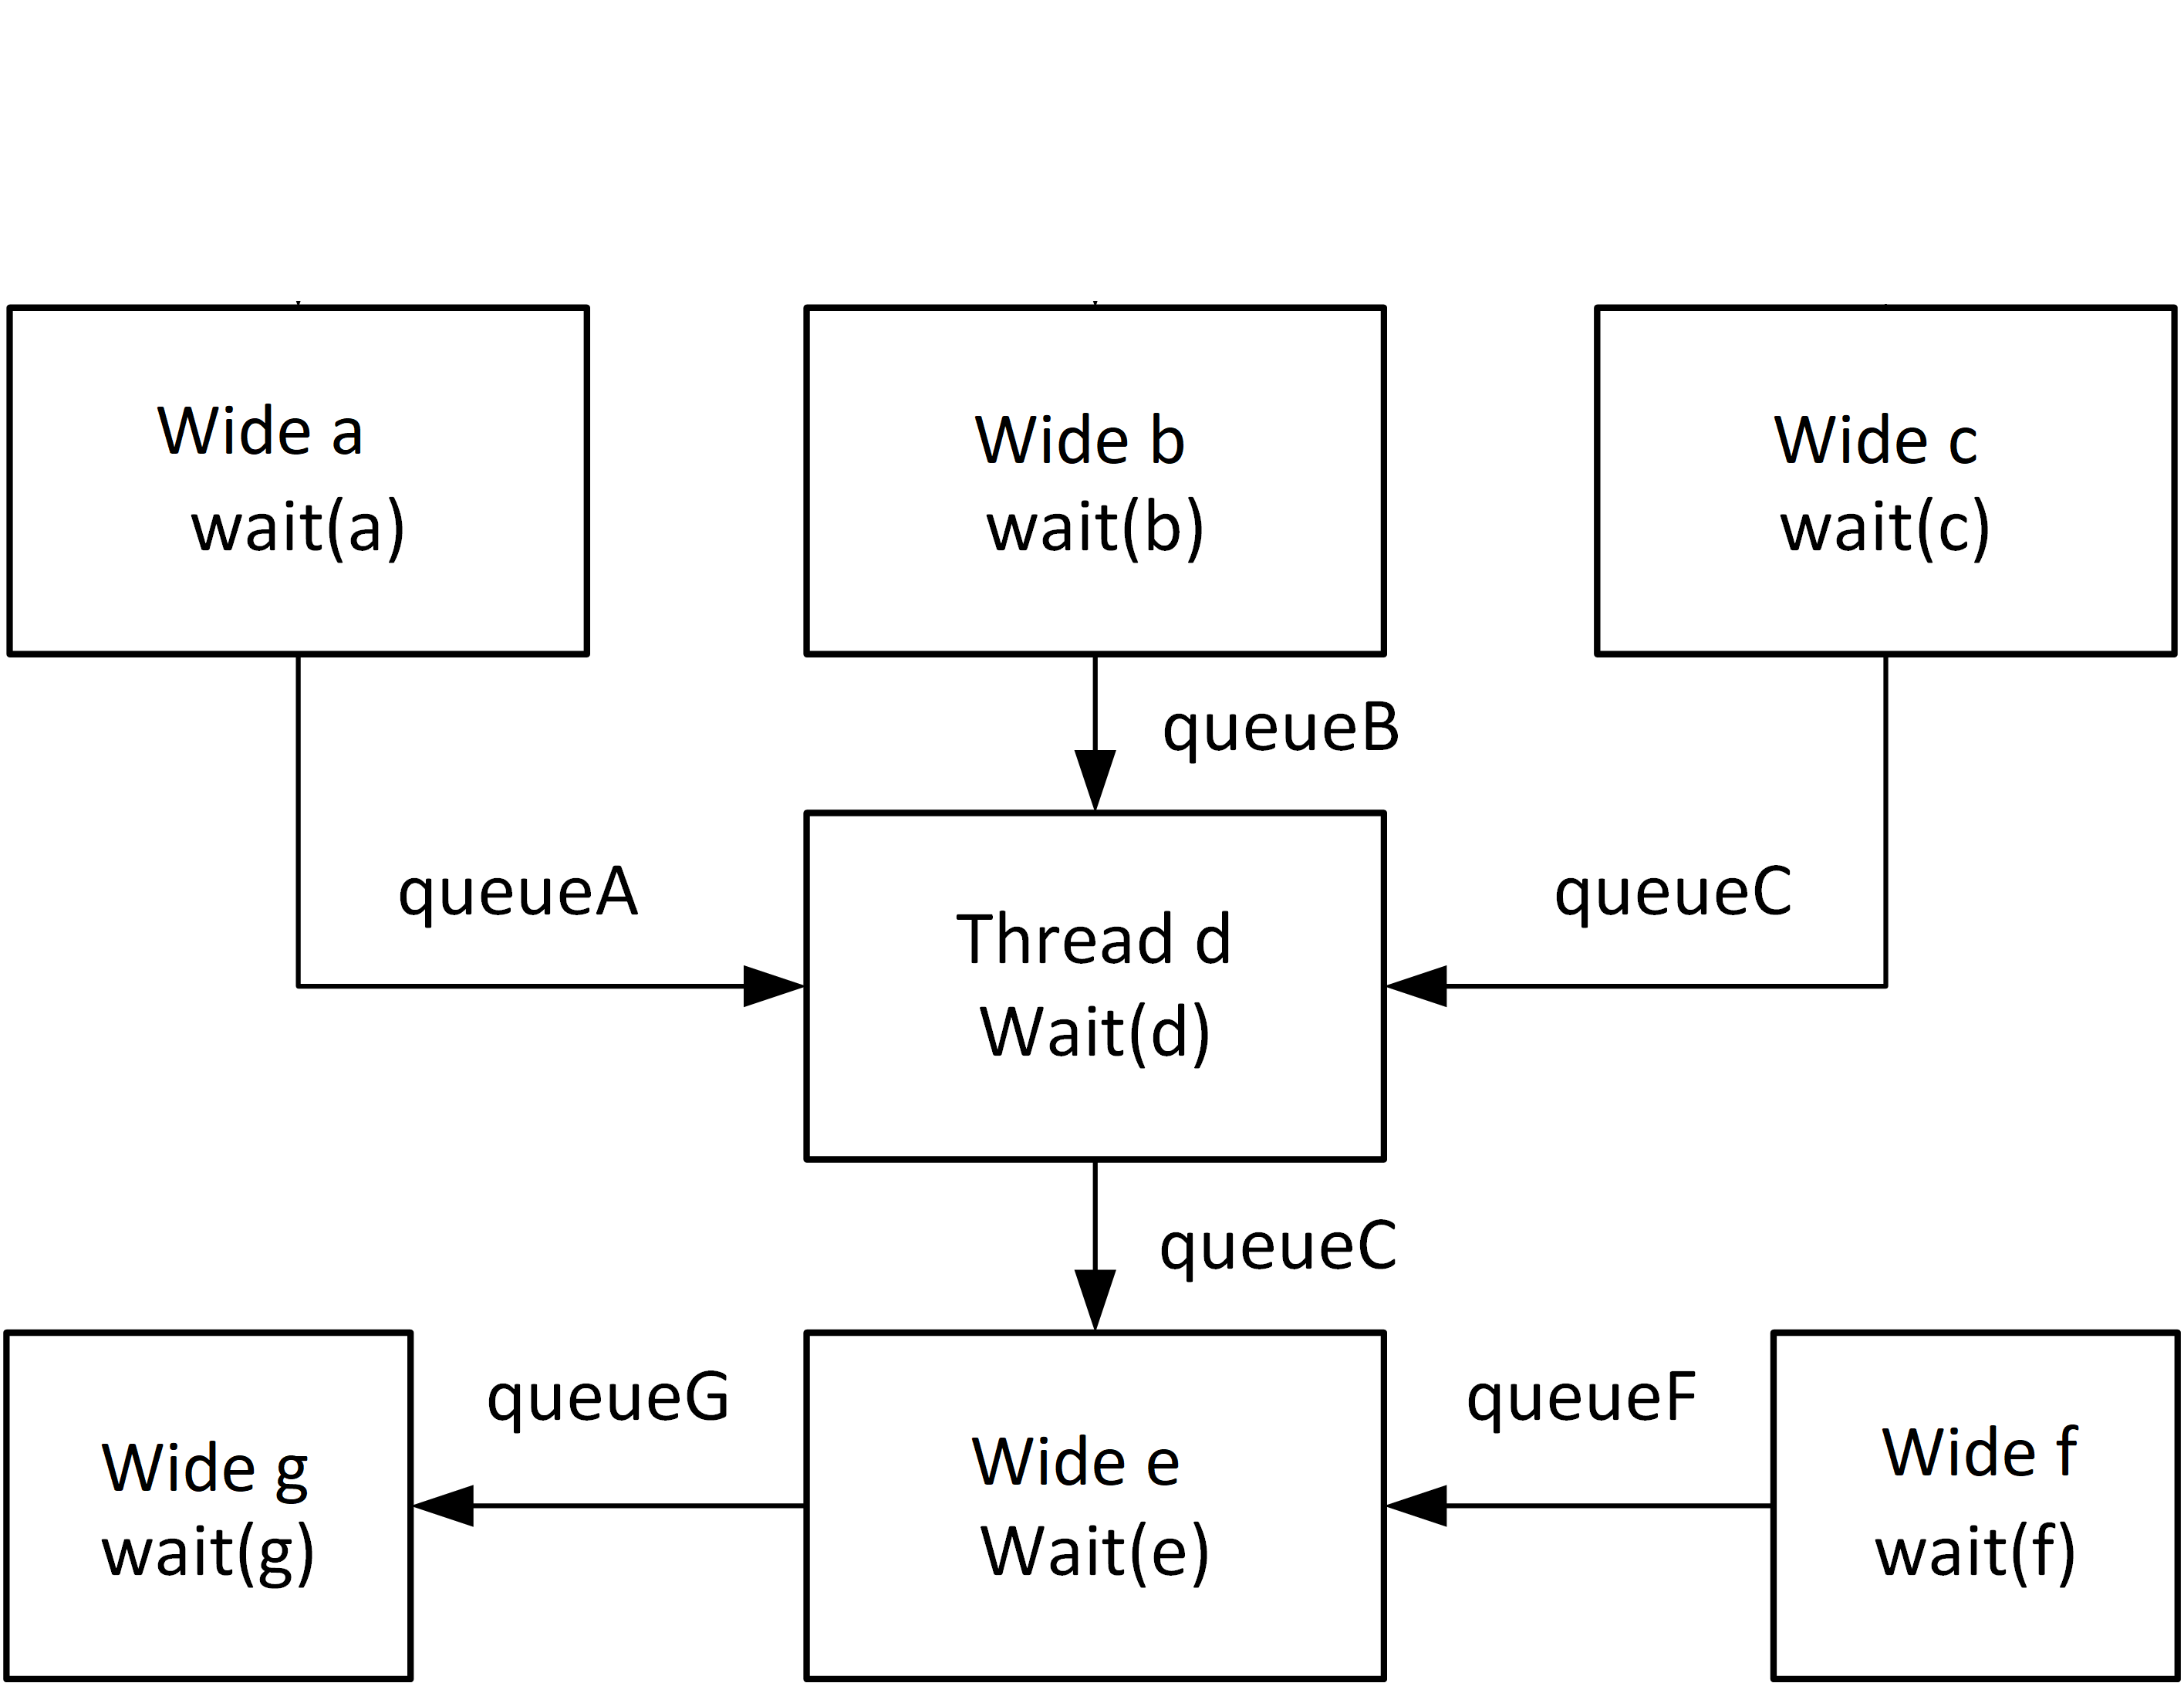 Wide a
wait(a)
Wide b
wait(b)
Wide c
wait(c)
queueB
queueA
queueC
Thread d
Wait(d)
queueC
queueG
queueF
Wide g
wait(g)
Wide e
Wait(e)
Wide f
wait(f)